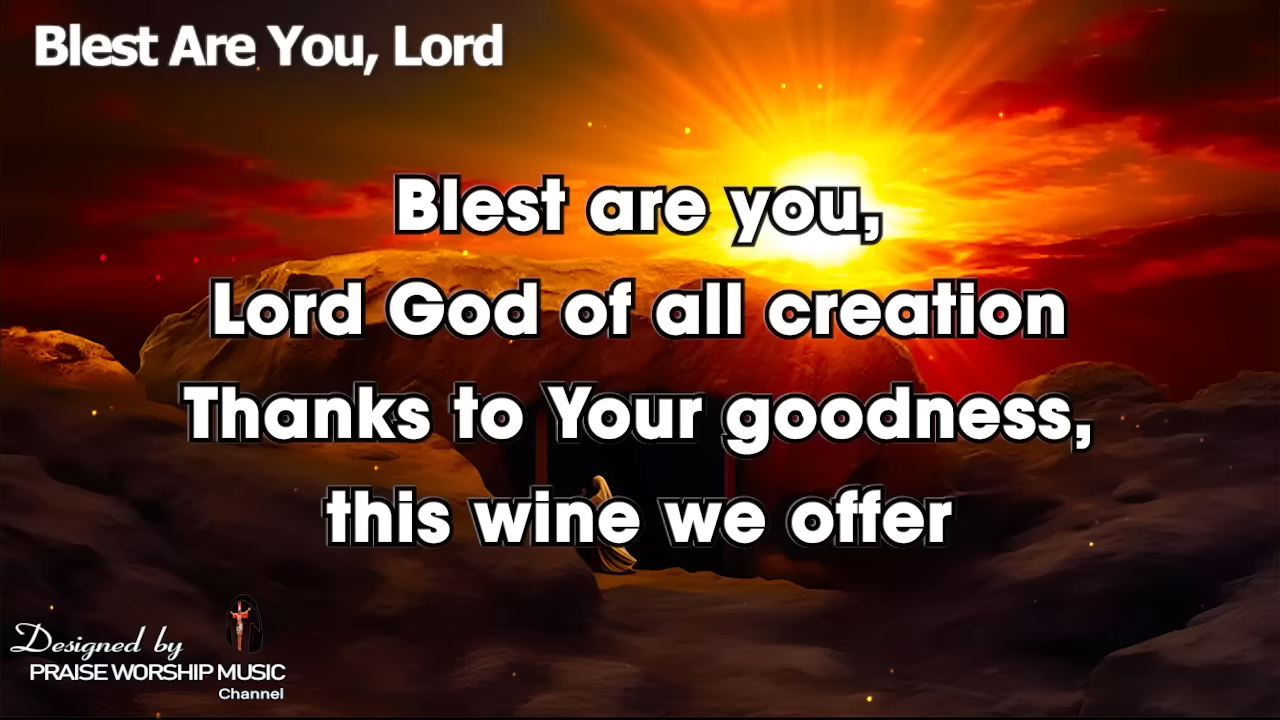 Blest Are You, Lord
Blest are you,
Lord God of all creation
Thanks to Your goodness,
this wine we offer
Designed by
PRAISE WORSHIP MUSIC
Channel